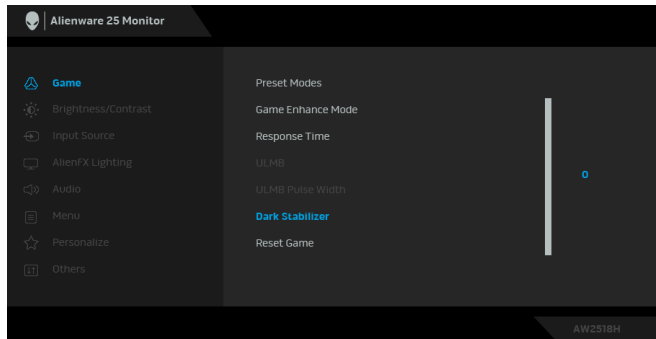 Alienware 25 Monitor
Game
Brightness/Contrast
Input Source
AlienFX Lighting
Audio
Menu
Personalize
Others
Preset Modes
Game Enhance Mode
Response Time
ULMB
ULMB Pulse Width
Dark Stabilizer
Reset Game
0
AW2518H